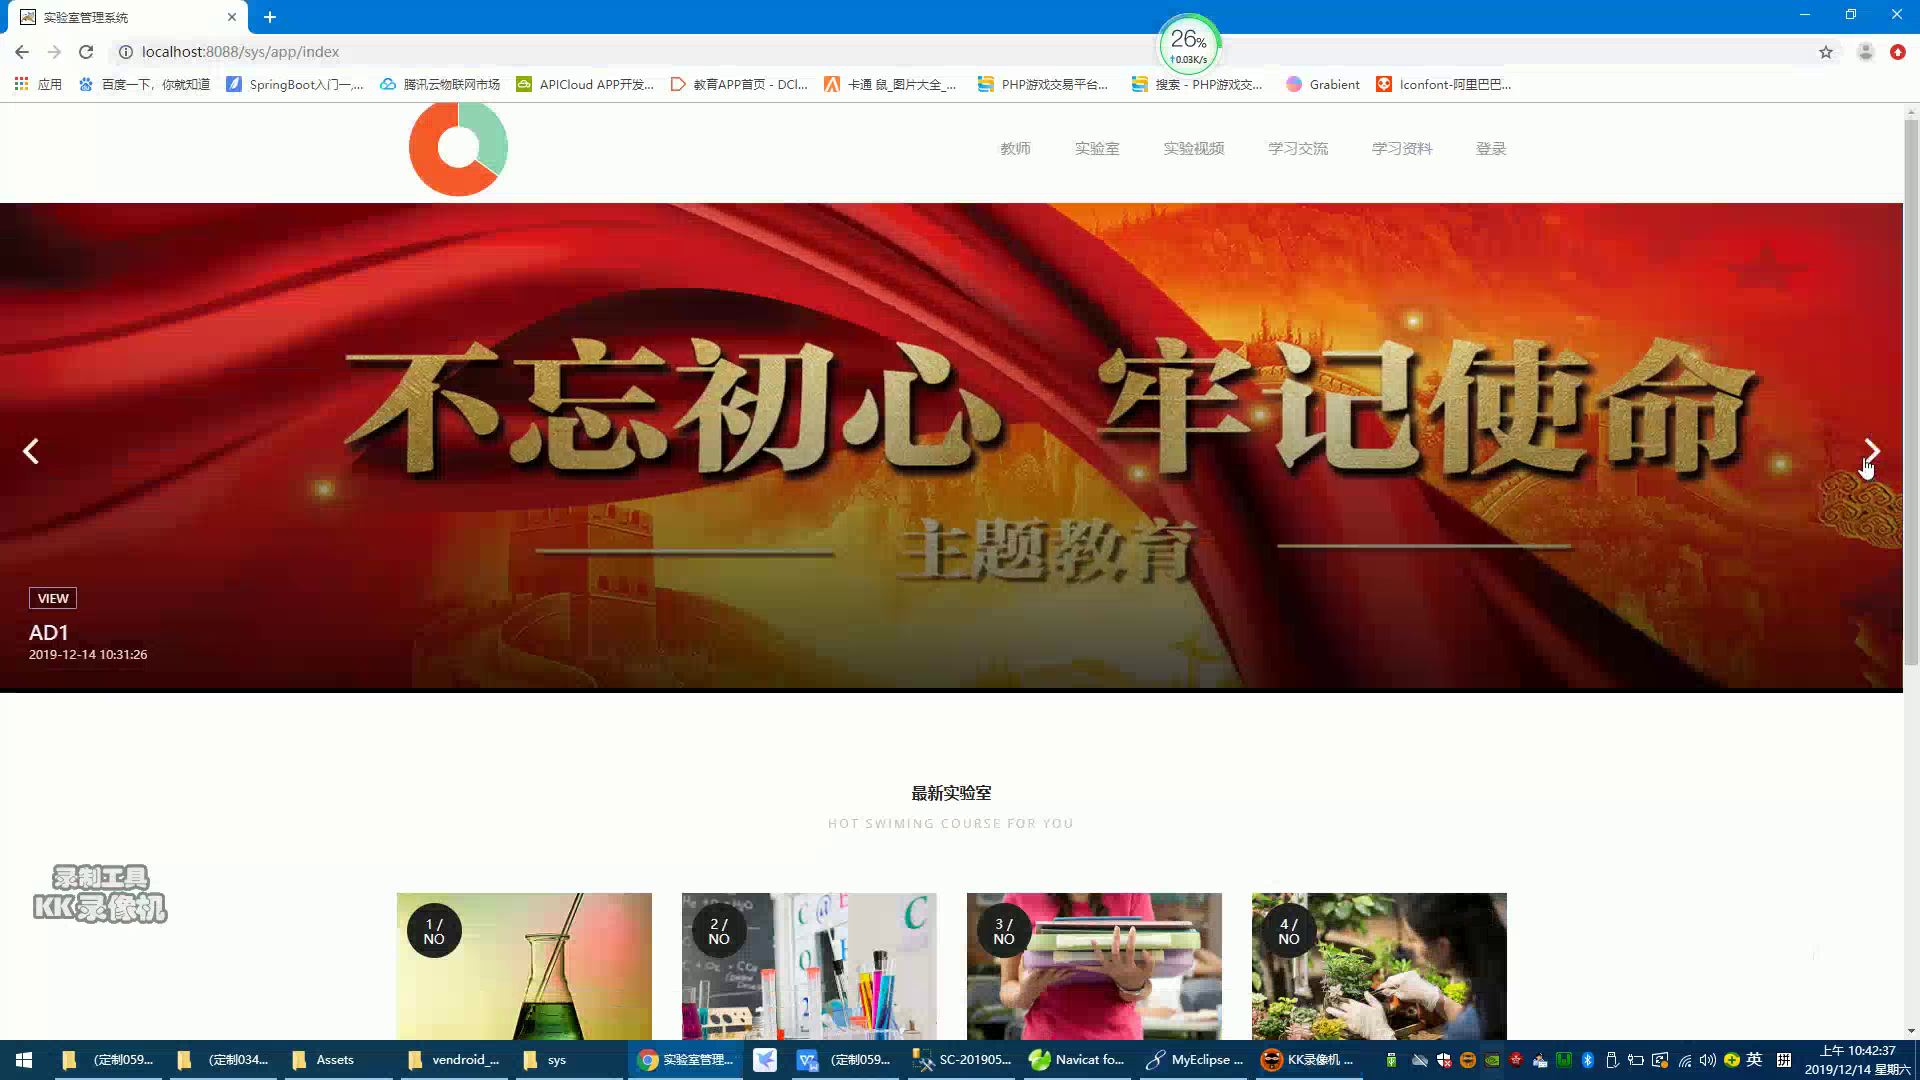 实验室管理系统
localhost:8088/sys/app/index
26%
↑0.03K/s
应用
百度一下，你就知道
SpringBoot入门一,...
腾讯云物联网市场
APICloud APP开发...
教育APP首页 - DCl...
卡通 鼠_图片大全_...
PHP游戏交易平台...
搜索 - PHP游戏交...
Grabient
Iconfont-阿里巴巴...
教师
实验室
实验视频
学习交流
学习资料
登录
不忘初心 牢记使命
主题教育
VIEW
AD1
2019-12-14 10:31:26
最新实验室
HOT SWIMING COURSE FOR YOU
录制工具
KK录像机
1 /
NO
2 /
NO
3 /
NO
4 /
NO
(定制059...
(定制034...
Assets
vendroid_...
sys
实验室管理...
(定制059...
SC-201905...
Navicat fo...
MyEclipse ...
KK录像机 ...
英
拼
上午 10:42:37
2019/12/14 星期六